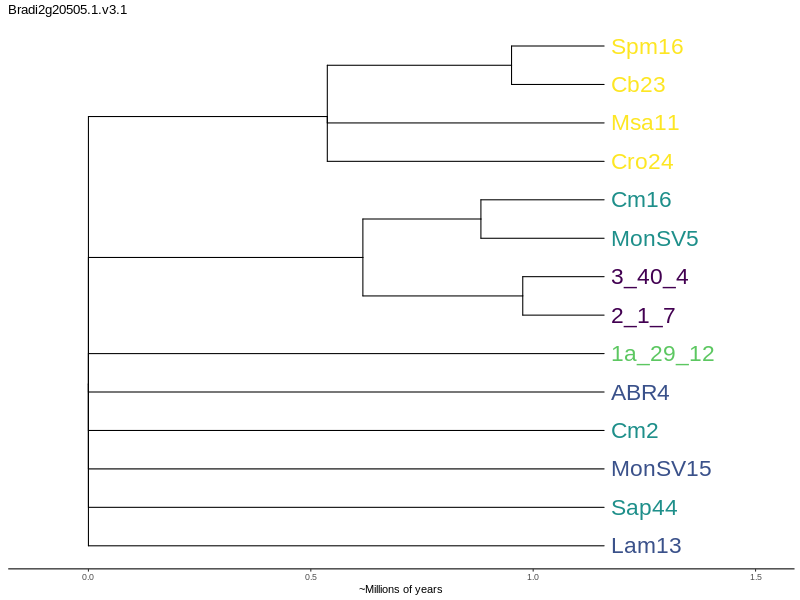 Bradi2g20505.1.v3.1
Spm16
Cb23
Msa11
Cro24
Cm16
MonSV5
3_40_4
2_1_7
1a_29_12
ABR4
Cm2
MonSV15
Sap44
Lam13
0.0 0.5 1.0 1.5
~Millions of years